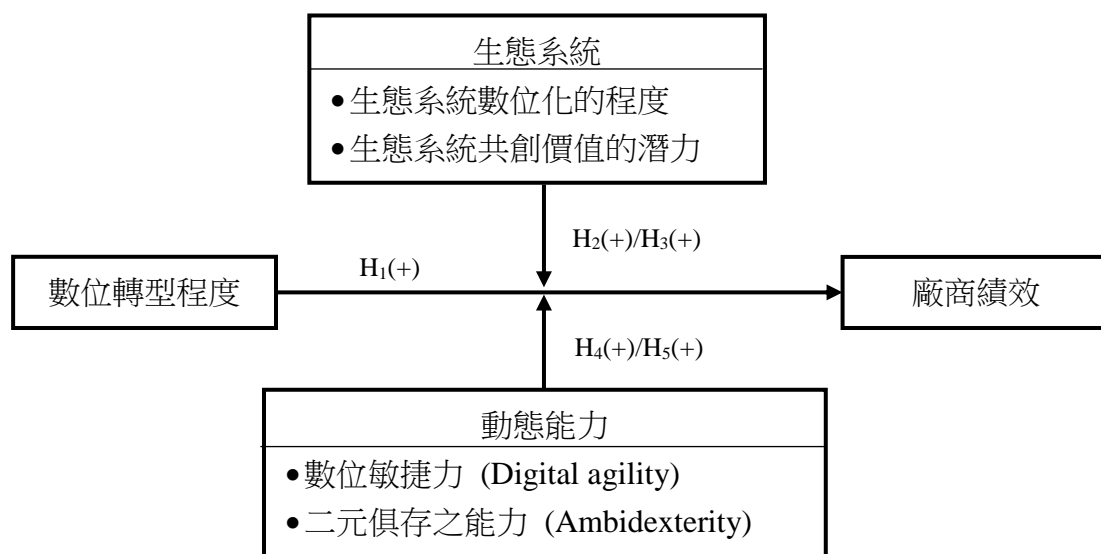 生態系統
•生態系統數位化的程度
•生態系統共創價值的潛力
H₂(+)/H₃(+)
H₁(+)
數位轉型程度
廠商績效
H₄(+)/H₅(+)
動態能力
•數位敏捷力 (Digital agility)
•二元俱存之能力 (Ambidexterity)